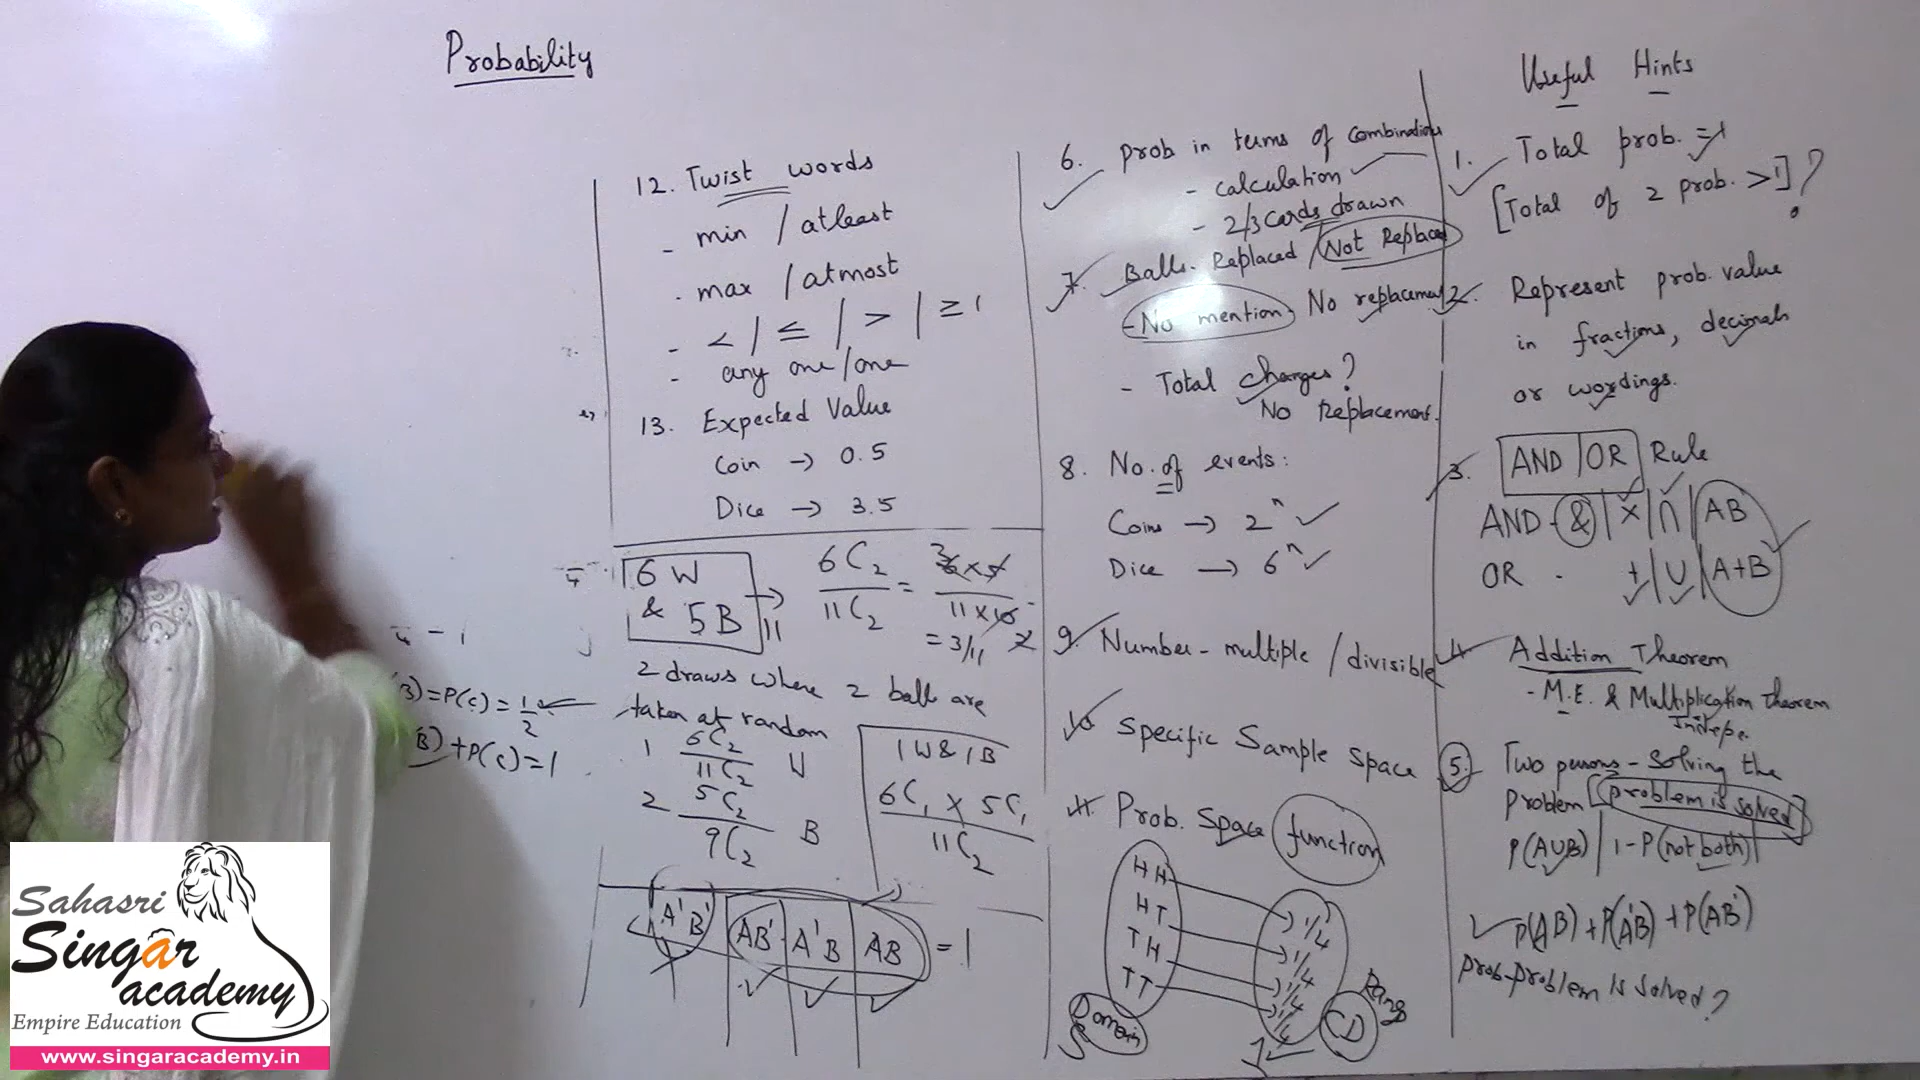 Probability
Useful Hints
1. Total prob. = 1
[Total of 2 prob. > 1] ?
2. Represent prob. value
in fractions, decimals
or wordings.
3. AND | OR Rule
AND - & | × | ∩ | AB
OR - + | ∪ | A+B
4. Addition Theorem
- M.E. & Multiplication Theorem
Indepe.
5. Two persons - Solving the
problem [problem is solved]
P(A∪B) | 1 - P(not both) |
P(AB) + P(A'B) + P(AB')
Prob-problem is solved?
6. prob in terms of Combinations
- calculation
- 2/3 cards drawn
7. Balls - Replaced / Not Replaced
- No mention - No replacement
- Total changes?
No Replacement.
8. No. of events:
Coins → 2ⁿ
Dice → 6ⁿ
9. Number - multiple / divisible
10. Specific Sample Space
11. Prob. Space function
HH 1/4
HT 1/4
TH 1/4
TT 1/4
Domain
S
Range
CD
1
12. Twist words
- min / atleast
- max / atmost
- < | ≤ | > | ≥ 1
- any one / one
13. Expected Value
Coin → 0.5
Dice → 3.5
6 W
& 5B
11
→ 6C₂ / 11C₂ = 6×5 / 11×10
= 3/11
2 draws where 2 ball are
taken at random
1 6C₂ / 11C₂ W
2 5C₂ / 9C₂ B
1W & 1B
6C₁ × 5C₁ / 11C₂
A'B' | AB' | A'B | AB = 1
B) = P(C) = 1/2
B) + P(C) = 1
Sahasri
Singar
academy
Empire Education
www.singaracademy.in